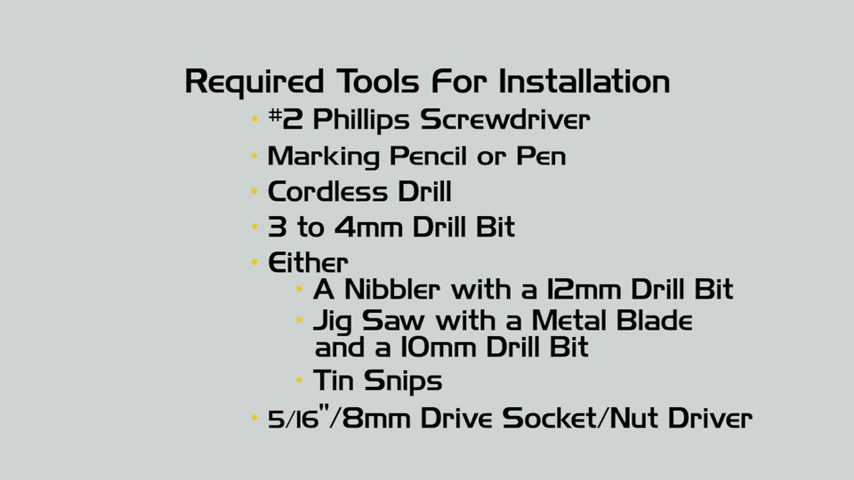 Required Tools For Installation
• #2 Phillips Screwdriver
• Marking Pencil or Pen
• Cordless Drill
• 3 to 4mm Drill Bit
• Either
• A Nibbler with a 12mm Drill Bit
• Jig Saw with a Metal Blade
and a 10mm Drill Bit
• Tin Snips
• 5/16"/8mm Drive Socket/Nut Driver